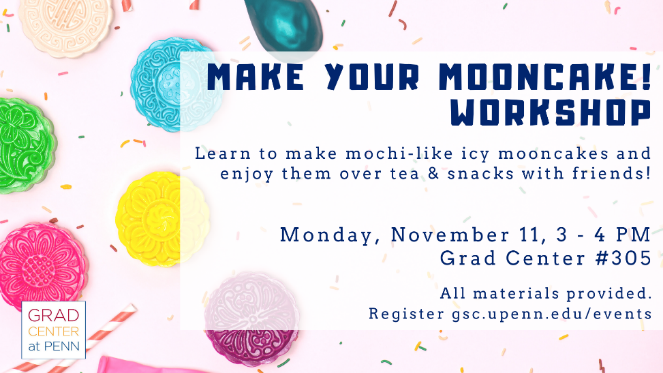 MAKE YOUR MOONCAKE!
WORKSHOP
Learn to make mochi-like icy mooncakes and
enjoy them over tea & snacks with friends!
Monday, November 11, 3 - 4 PM
Grad Center #305
All materials provided.
Register gsc.upenn.edu/events
GRAD
CENTER
at PENN